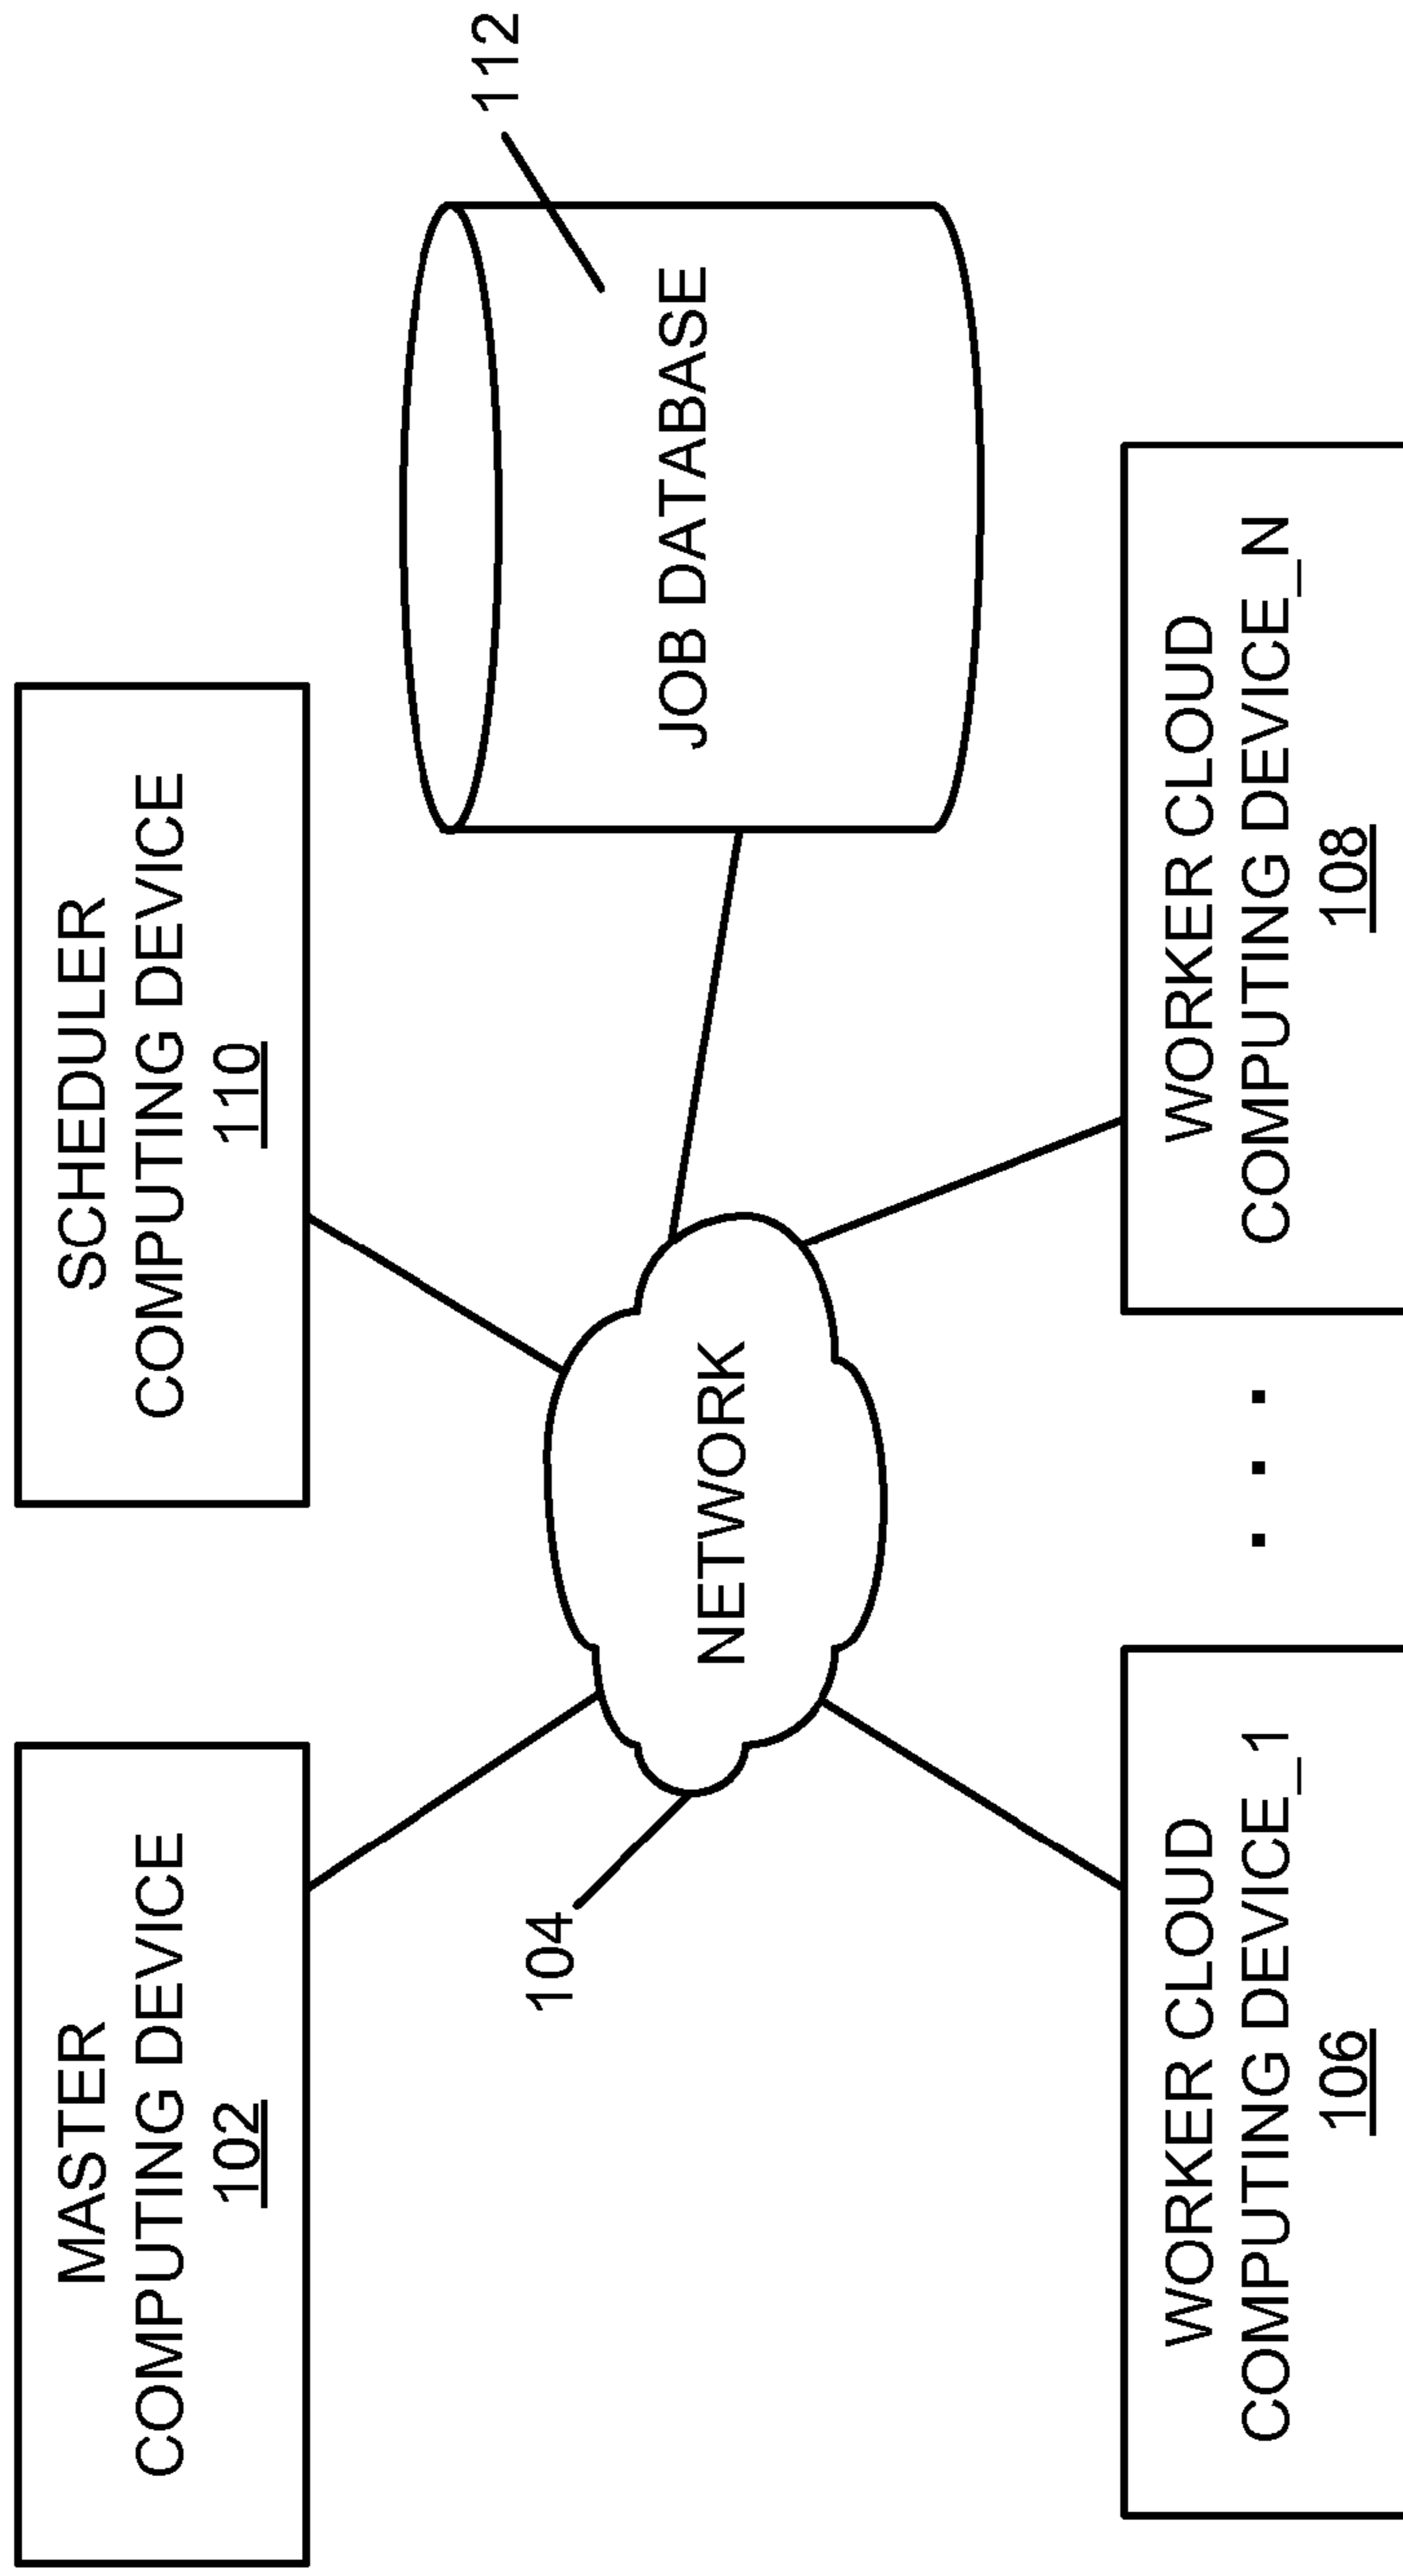 MASTER
COMPUTING DEVICE
102
SCHEDULER
COMPUTING DEVICE
110
104
NETWORK
112
JOB DATABASE
WORKER CLOUD
COMPUTING DEVICE_1
106
. . .
WORKER CLOUD
COMPUTING DEVICE_N
108